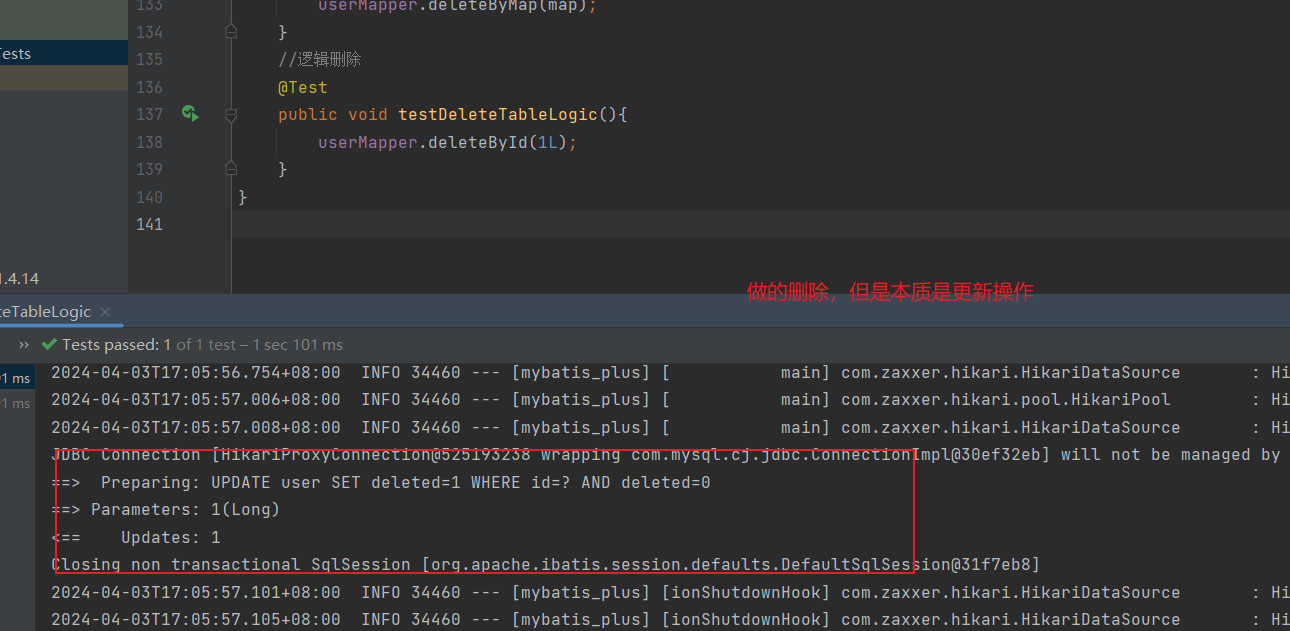 133 userMapper.deleteByMap(map);
134 }
135 //逻辑删除
Tests
136 @Test
137 public void testDeleteTableLogic(){
138 userMapper.deleteById(1L);
139 }
140 }
141
1.4.14
做的删除，但是本质是更新操作
eTableLogic ×
» Tests passed: 1 of 1 test – 1 sec 101 ms
01 ms 2024-04-03T17:05:56.754+08:00 INFO 34460 --- [mybatis_plus] [ main] com.zaxxer.hikari.HikariDataSource : Hi
01 ms 2024-04-03T17:05:57.006+08:00 INFO 34460 --- [mybatis_plus] [ main] com.zaxxer.hikari.pool.HikariPool : Hi
2024-04-03T17:05:57.008+08:00 INFO 34460 --- [mybatis_plus] [ main] com.zaxxer.hikari.HikariDataSource : Hi
JDBC Connection [HikariProxyConnection@525193238 wrapping com.mysql.cj.jdbc.ConnectionImpl@30ef32eb] will not be managed by
==> Preparing: UPDATE user SET deleted=1 WHERE id=? AND deleted=0
==> Parameters: 1(Long)
<== Updates: 1
Closing non transactional SqlSession [org.apache.ibatis.session.defaults.DefaultSqlSession@31f7eb8]
2024-04-03T17:05:57.101+08:00 INFO 34460 --- [mybatis_plus] [ionShutdownHook] com.zaxxer.hikari.HikariDataSource : Hi
2024-04-03T17:05:57.105+08:00 INFO 34460 --- [mybatis_plus] [ionShutdownHook] com.zaxxer.hikari.HikariDataSource : Hi